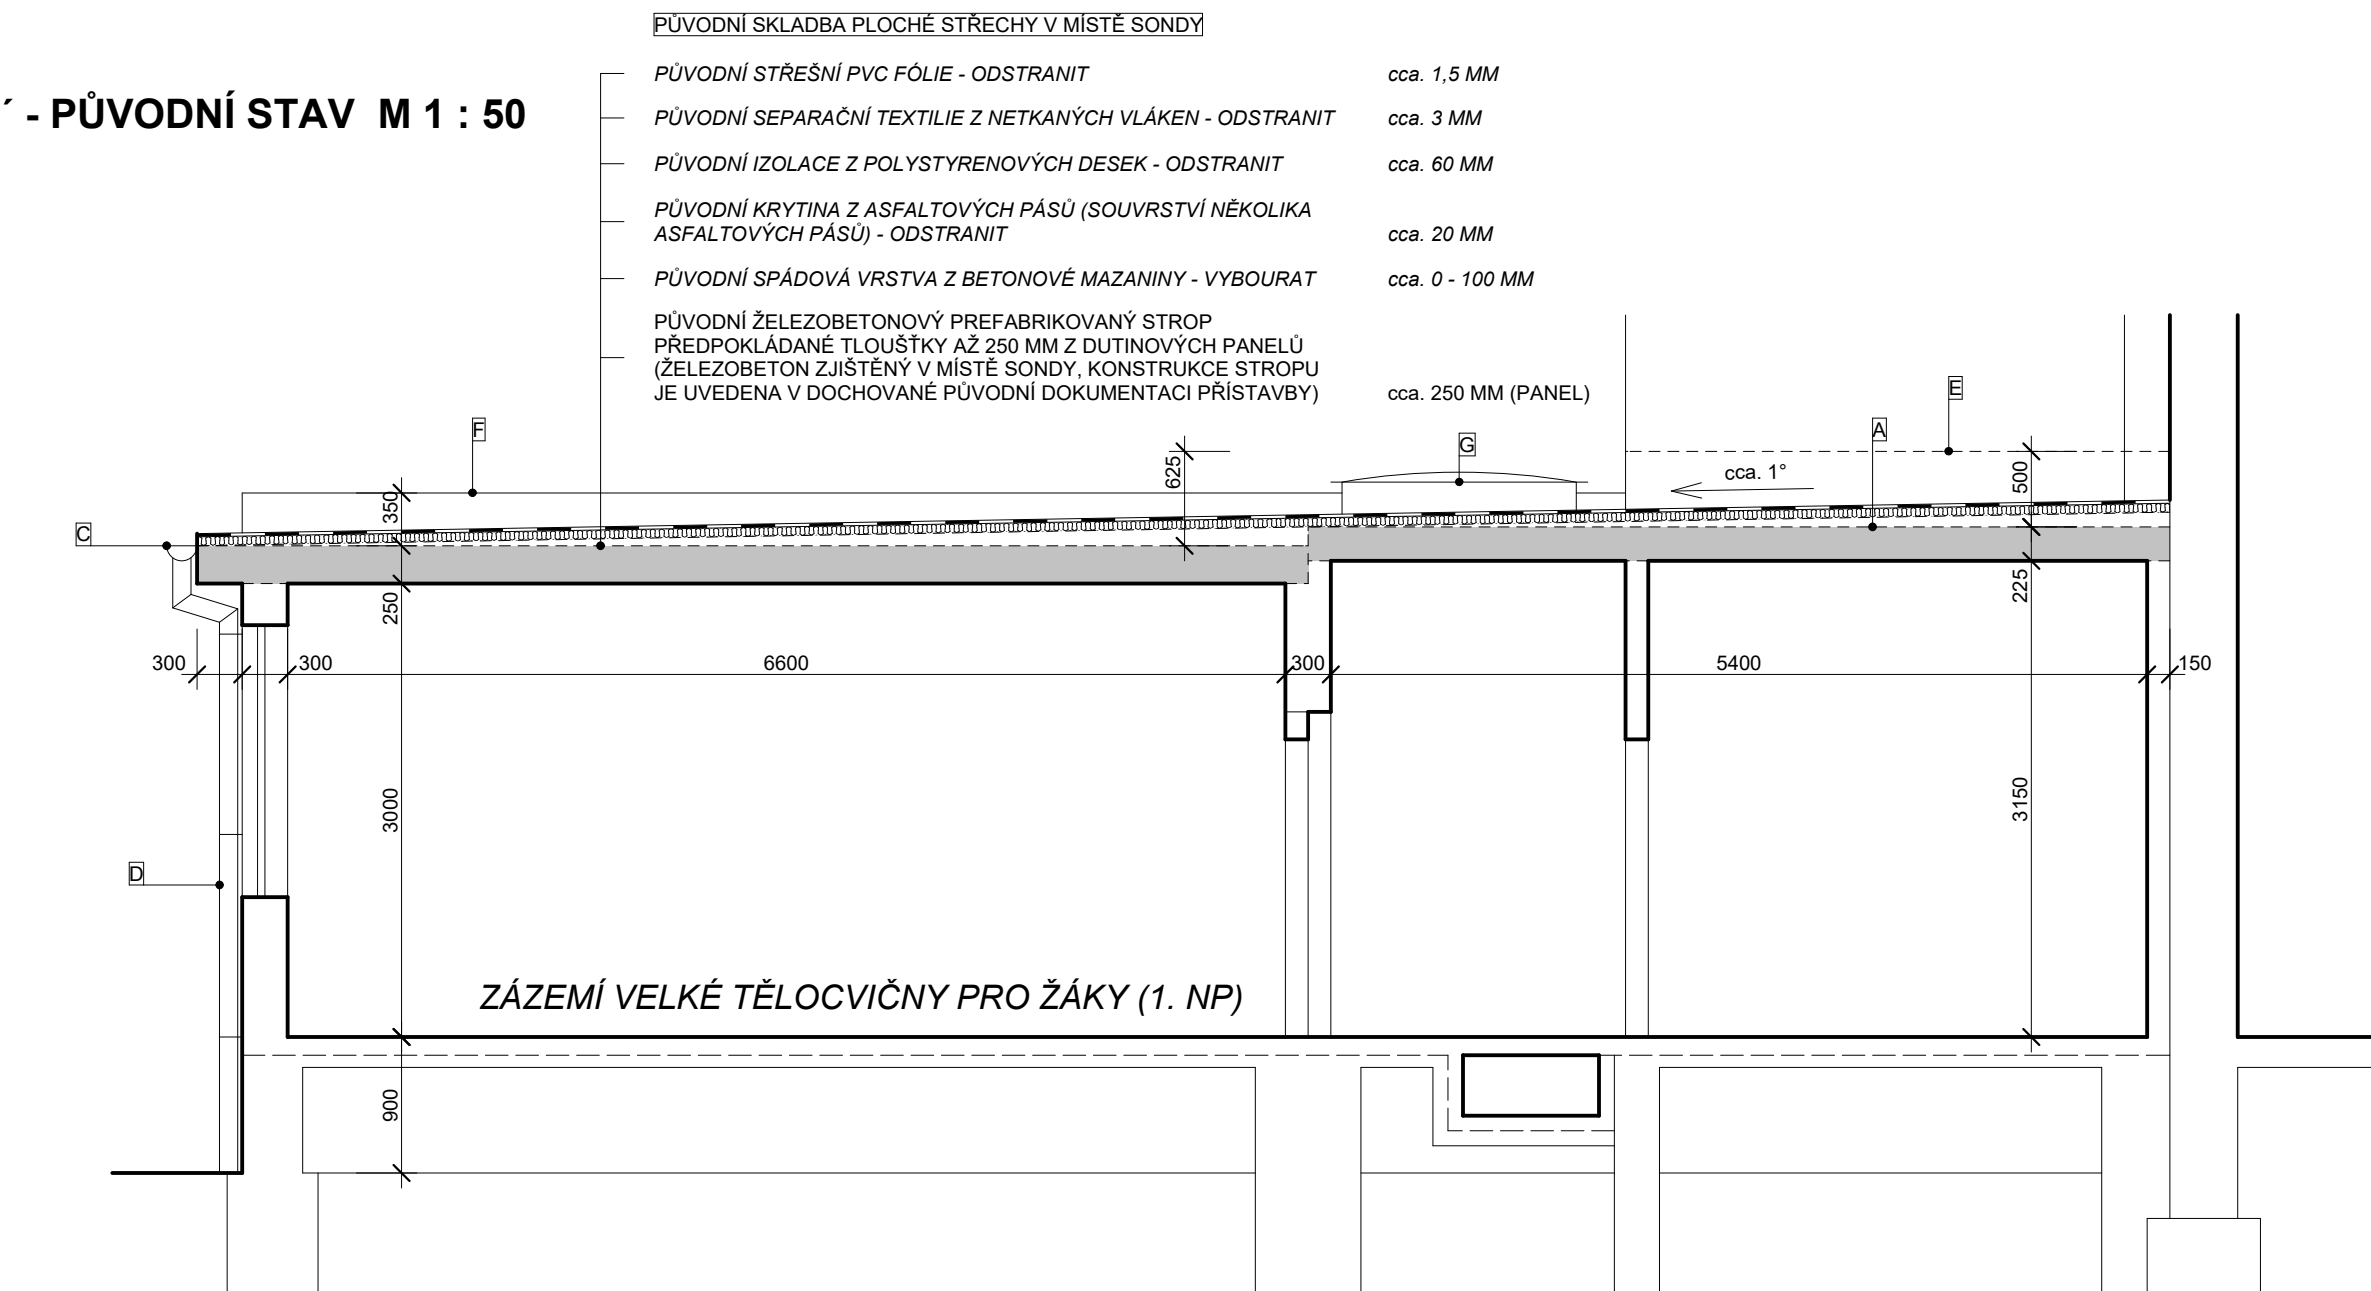 PŮVODNÍ SKLADBA PLOCHÉ STŘECHY V MÍSTĚ SONDY
PŮVODNÍ STŘEŠNÍ PVC FÓLIE - ODSTRANIT cca. 1,5 MM
´ - PŮVODNÍ STAV M 1 : 50
PŮVODNÍ SEPARAČNÍ TEXTILIE Z NETKANÝCH VLÁKEN - ODSTRANIT cca. 3 MM
PŮVODNÍ IZOLACE Z POLYSTYRENOVÝCH DESEK - ODSTRANIT cca. 60 MM
PŮVODNÍ KRYTINA Z ASFALTOVÝCH PÁSŮ (SOUVRSTVÍ NĚKOLIKA
ASFALTOVÝCH PÁSŮ) - ODSTRANIT cca. 20 MM
PŮVODNÍ SPÁDOVÁ VRSTVA Z BETONOVÉ MAZANINY - VYBOURAT cca. 0 - 100 MM
PŮVODNÍ ŽELEZOBETONOVÝ PREFABRIKOVANÝ STROP
PŘEDPOKLÁDANÉ TLOUŠŤKY AŽ 250 MM Z DUTINOVÝCH PANELŮ
(ŽELEZOBETON ZJIŠTĚNÝ V MÍSTĚ SONDY, KONSTRUKCE STROPU
JE UVEDENA V DOCHOVANÉ PŮVODNÍ DOKUMENTACI PŘÍSTAVBY) cca. 250 MM (PANEL)
E
F
A
G
625
cca. 1°
500
350
C
250
225
300
300
6600
300
5400
150
3000
3150
D
ZÁZEMÍ VELKÉ TĚLOCVIČNY PRO ŽÁKY (1. NP)
900